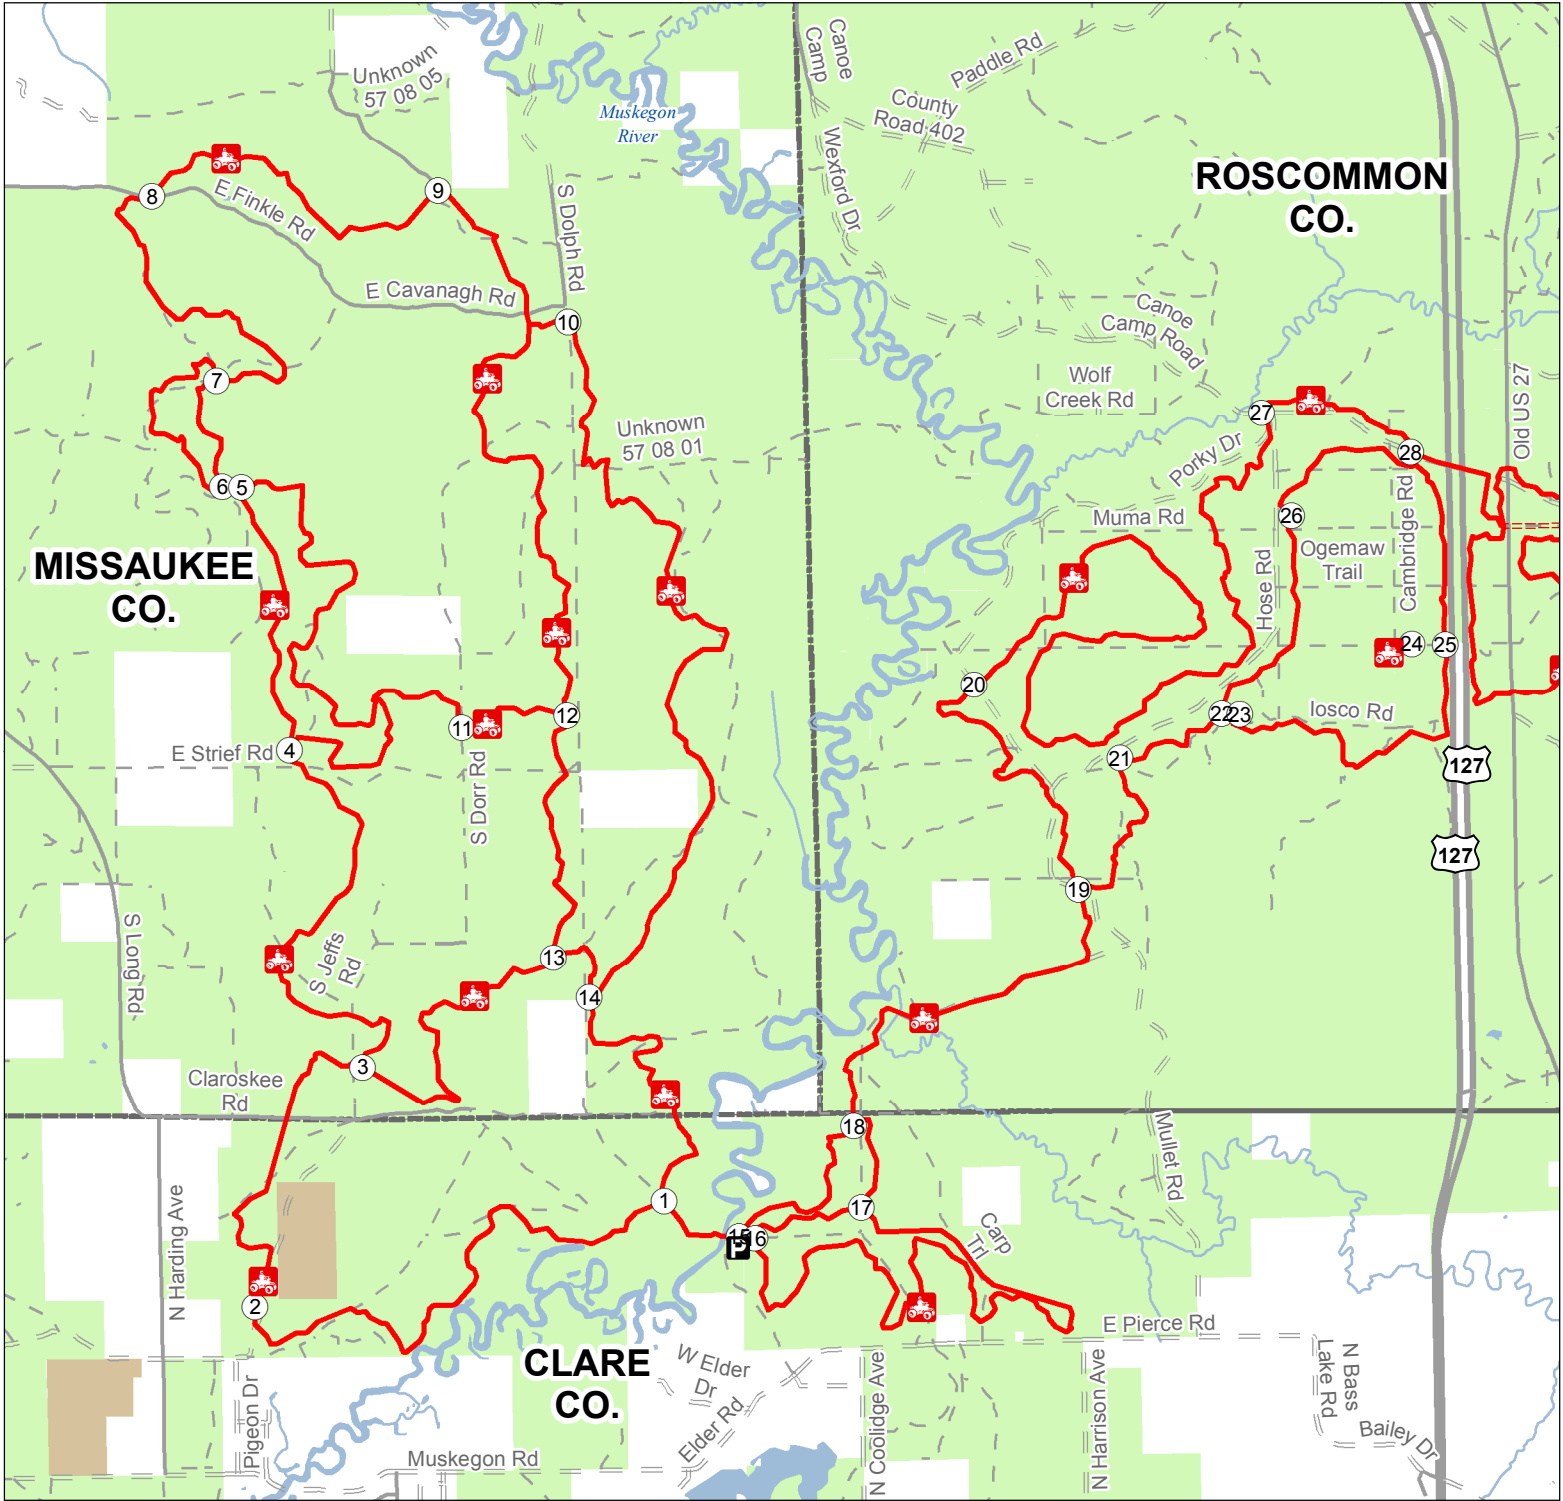 Unknown
57 08 05
Canoe
Camp
Paddle Rd
County
Road 402
Muskegon
River
Wexford Dr
ROSCOMMON
CO.
8
9
E Finkle Rd
S Dolph Rd
E Cavanagh Rd
10
Canoe
Camp Road
Wolf
Creek Rd
Old US 27
7
27
28
Unknown
57 08 01
Porky Dr
6
5
Cambridge Rd
Muma Rd
26
Ogemaw
Trail
MISSAUKEE
CO.
Hose Rd
24
25
20
22
23
Iosco Rd
11
12
4
E Strief Rd
21
127
S Dorr Rd
127
19
S Long Rd
S Jeffs
Rd
13
14
3
Claroskee
Rd
18
Mullet Rd
1
17
N Harding Ave
15
16
P
Carp
Trl
2
E Pierce Rd
CLARE
CO.
W Elder
Dr
Elder Rd
N Coolidge Ave
N Harrison Ave
N Bass
Lake Rd
Bailey Dr
Pigeon Dr
Muskegon Rd